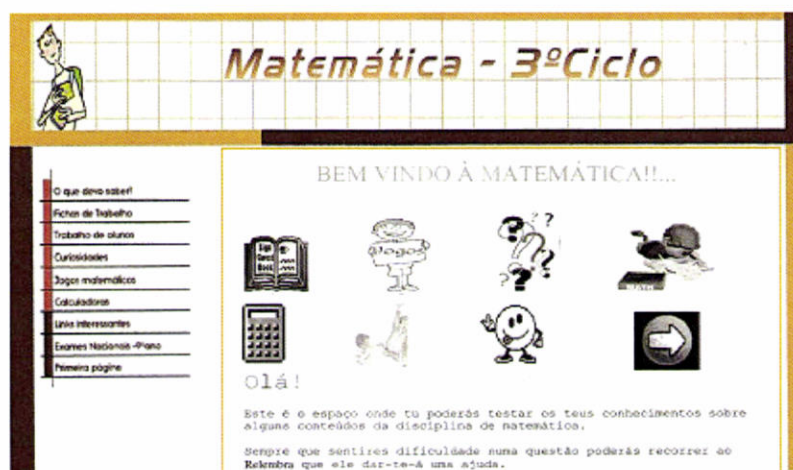 Matemática - 3ºCiclo
O que devo saber!
Fichas de Trabalho
Trabalho de alunos
Curiosidades
Jogos matemáticos
Calculadoras
Links interessantes
Exames Nacionais -9ºano
Primeira página
BEM VINDO À MATEMÁTICA!!...
Jogos
? ?
Olá!
Este é o espaço onde tu poderás testar os teus conhecimentos sobre
alguns conteúdos da disciplina de matemática.
Sempre que sentires dificuldade numa questão poderás recorrer ao
Relembra que ele dar-te-á uma ajuda.